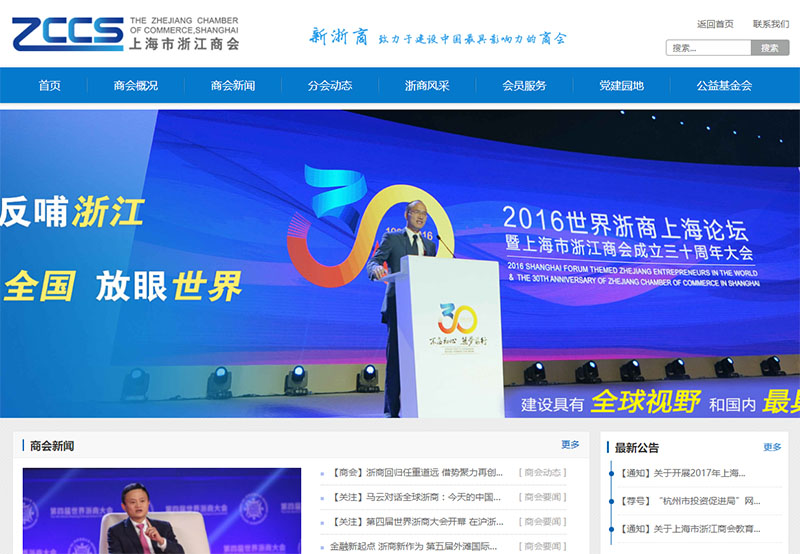 ZCCS
THE ZHEJIANG CHAMBER
OF COMMERCE,SHANGHAI
上海市浙江商会
新浙商 致力于建设中国最具影响力的商会
返回首页 联系我们
搜索... 搜索
首页 商会概况 商会新闻 分会动态 浙商风采 会员服务 党建园地 公益基金会
反哺浙江
全国 放眼世界
30
2016世界浙商上海论坛
暨上海市浙江商会成立三十周年大会
2016 SHANGHAI FORUM THEMED ZHEJIANG ENTREPRENEURS IN THE WORLD
& THE 30TH ANNIVERSARY OF ZHEJIANG CHAMBER OF COMMERCE IN SHANGHAI
30
不忘初心 筑梦前行
建设具有 全球视野 和国内 最具
商会新闻 更多
【商会】浙商回归任重道远 借势聚力再创... [ 商会动态 ]
【关注】马云对话全球浙商：今天的中国... [ 商会要闻 ]
【关注】第四届世界浙商大会开幕 在沪浙... [ 商会要闻 ]
金融新起点 浙商新作为 第五届外滩国际... [ 商会要闻 ]
第四届世界浙商大会
最新公告 更多
【通知】关于开展2017年上海...
【荐号】“杭州市投资促进局”网...
【通知】关于上海市浙江商会教育...